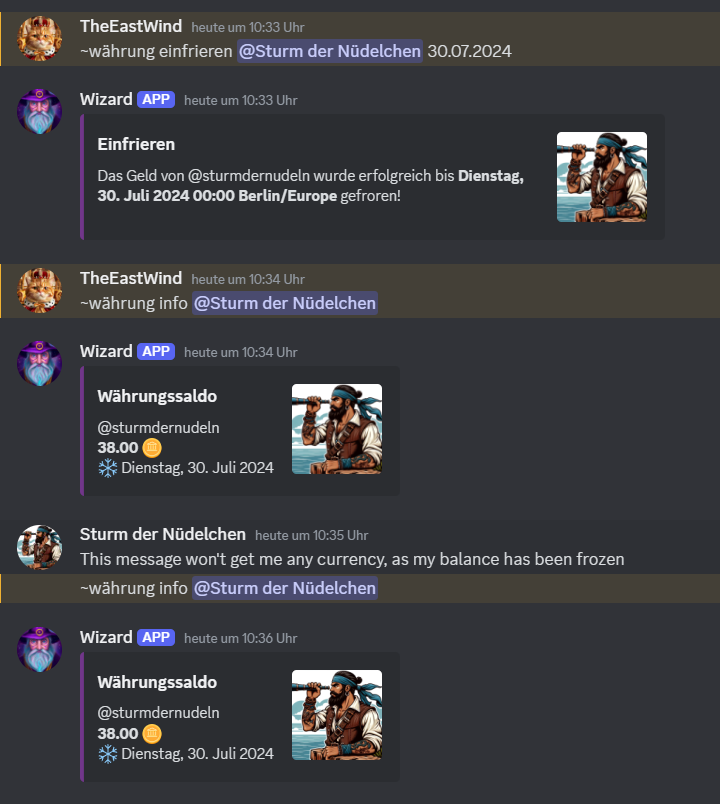 TheEastWind heute um 10:33 Uhr
~währung einfrieren @Sturm der Nüdelchen 30.07.2024
Wizard APP heute um 10:33 Uhr
Einfrieren
Das Geld von @sturmdernudeln wurde erfolgreich bis Dienstag,
30. Juli 2024 00:00 Berlin/Europe gefroren!
TheEastWind heute um 10:34 Uhr
~währung info @Sturm der Nüdelchen
Wizard APP heute um 10:34 Uhr
Währungssaldo
@sturmdernudeln
38.00
Dienstag, 30. Juli 2024
Sturm der Nüdelchen heute um 10:35 Uhr
This message won't get me any currency, as my balance has been frozen
~währung info @Sturm der Nüdelchen
Wizard APP heute um 10:36 Uhr
Währungssaldo
@sturmdernudeln
38.00
Dienstag, 30. Juli 2024